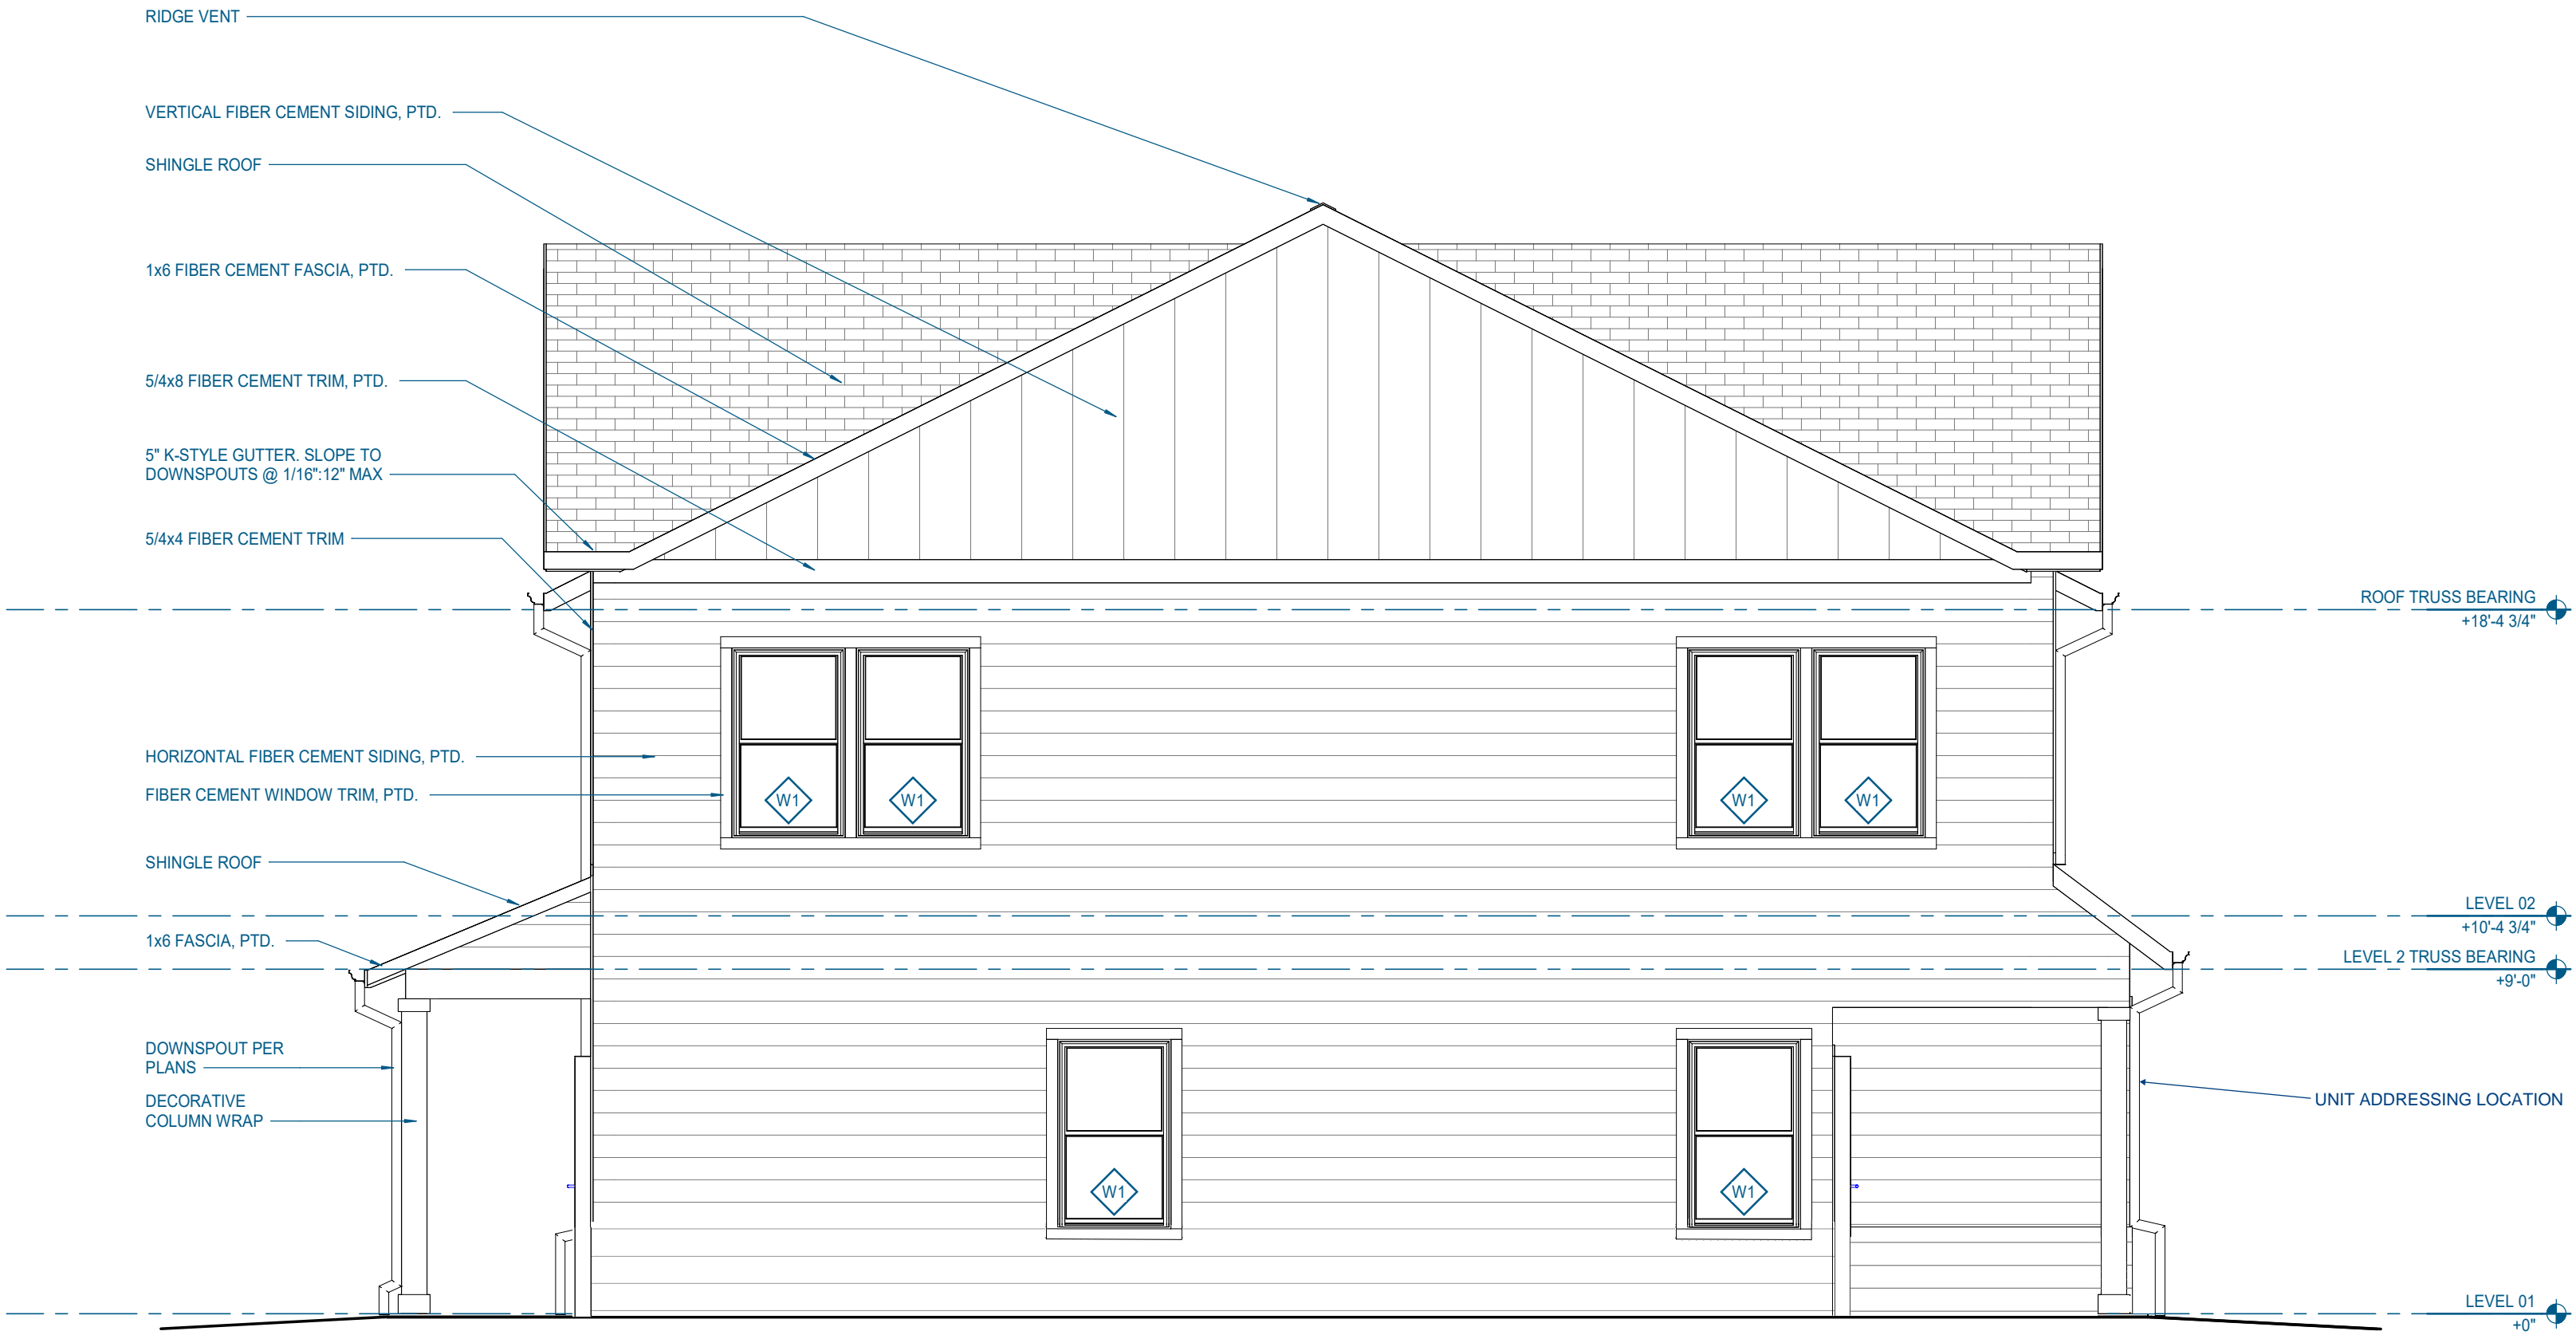 RIDGE VENT
VERTICAL FIBER CEMENT SIDING, PTD.
SHINGLE ROOF
1x6 FIBER CEMENT FASCIA, PTD.
5/4x8 FIBER CEMENT TRIM, PTD.
5" K-STYLE GUTTER. SLOPE TO
DOWNSPOUTS @ 1/16":12" MAX
5/4x4 FIBER CEMENT TRIM
ROOF TRUSS BEARING
+18'-4 3/4"
HORIZONTAL FIBER CEMENT SIDING, PTD.
FIBER CEMENT WINDOW TRIM, PTD.
W1
W1
W1
W1
SHINGLE ROOF
LEVEL 02
+10'-4 3/4"
1x6 FASCIA, PTD.
LEVEL 2 TRUSS BEARING
+9'-0"
DOWNSPOUT PER
PLANS
DECORATIVE
COLUMN WRAP
UNIT ADDRESSING LOCATION
W1
W1
LEVEL 01
+0"